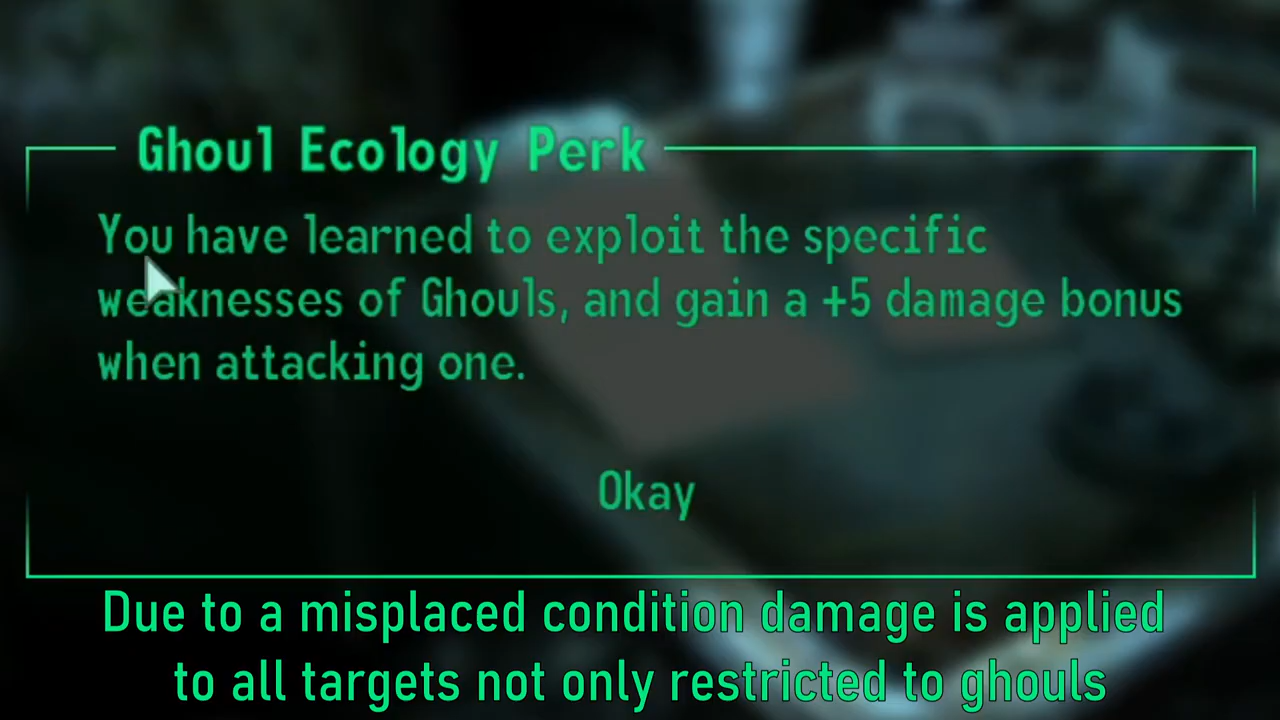 Ghoul Ecology Perk
You have learned to exploit the specific
weaknesses of Ghouls, and gain a +5 damage bonus
when attacking one.
Okay
Due to a misplaced condition damage is applied
to all targets not only restricted to ghouls